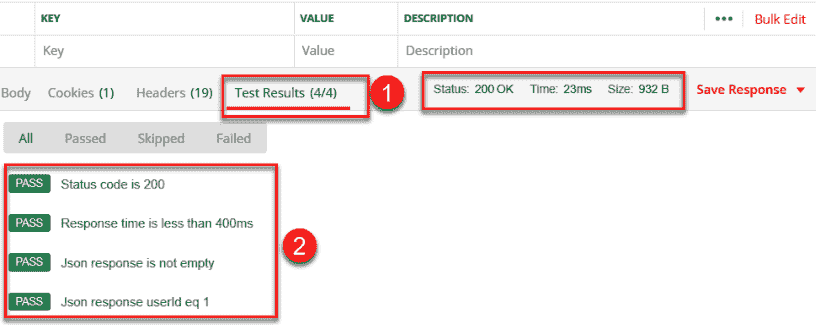 KEY VALUE DESCRIPTION ••• Bulk Edit
Key Value Description
Body Cookies (1) Headers (19) Test Results (4/4) 1 Status: 200 OK Time: 23ms Size: 932 B Save Response
All Passed Skipped Failed
PASS Status code is 200
PASS Response time is less than 400ms
2
PASS Json response is not empty
PASS Json response userId eq 1